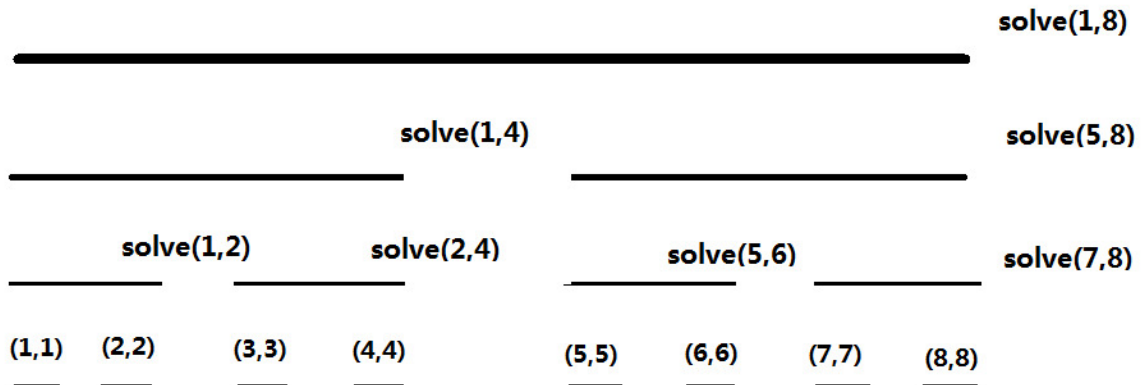 solve(1,8)
solve(1,4) solve(5,8)
solve(1,2) solve(2,4) solve(5,6) solve(7,8)
(1,1) (2,2) (3,3) (4,4) (5,5) (6,6) (7,7) (8,8)